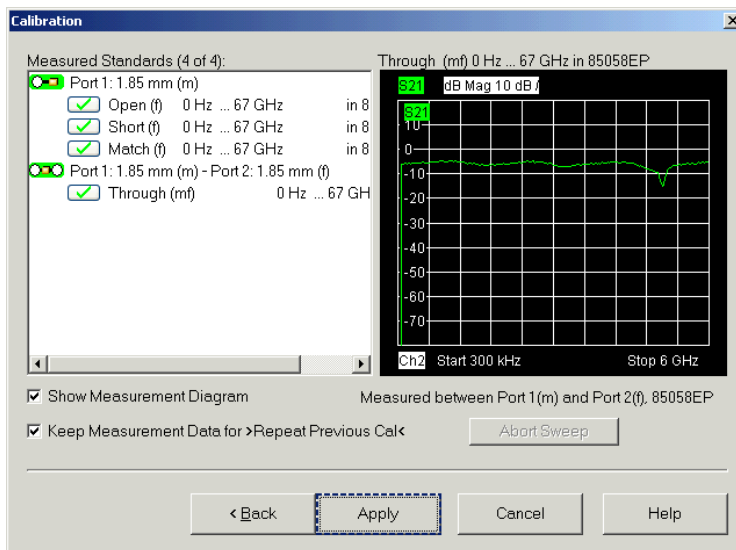 Calibration
Measured Standards (4 of 4):
Port 1: 1.85 mm (m)
Open (f) 0 Hz ... 67 GHz in 8
Short (f) 0 Hz ... 67 GHz in 8
Match (f) 0 Hz ... 67 GHz in 8
Port 1: 1.85 mm (m) - Port 2: 1.85 mm (f)
Through (mf) 0 Hz ... 67 GH
Through (mf) 0 Hz ... 67 GHz in 85058EP
S21 dB Mag 10 dB /
S21
10
0
-10
-20
-30
-40
-50
-60
-70
Ch2 Start 300 kHz Stop 6 GHz
Show Measurement Diagram
Measured between Port 1(m) and Port 2(f), 85058EP
Keep Measurement Data for >Repeat Previous Cal<
Abort Sweep
< Back
Apply
Cancel
Help